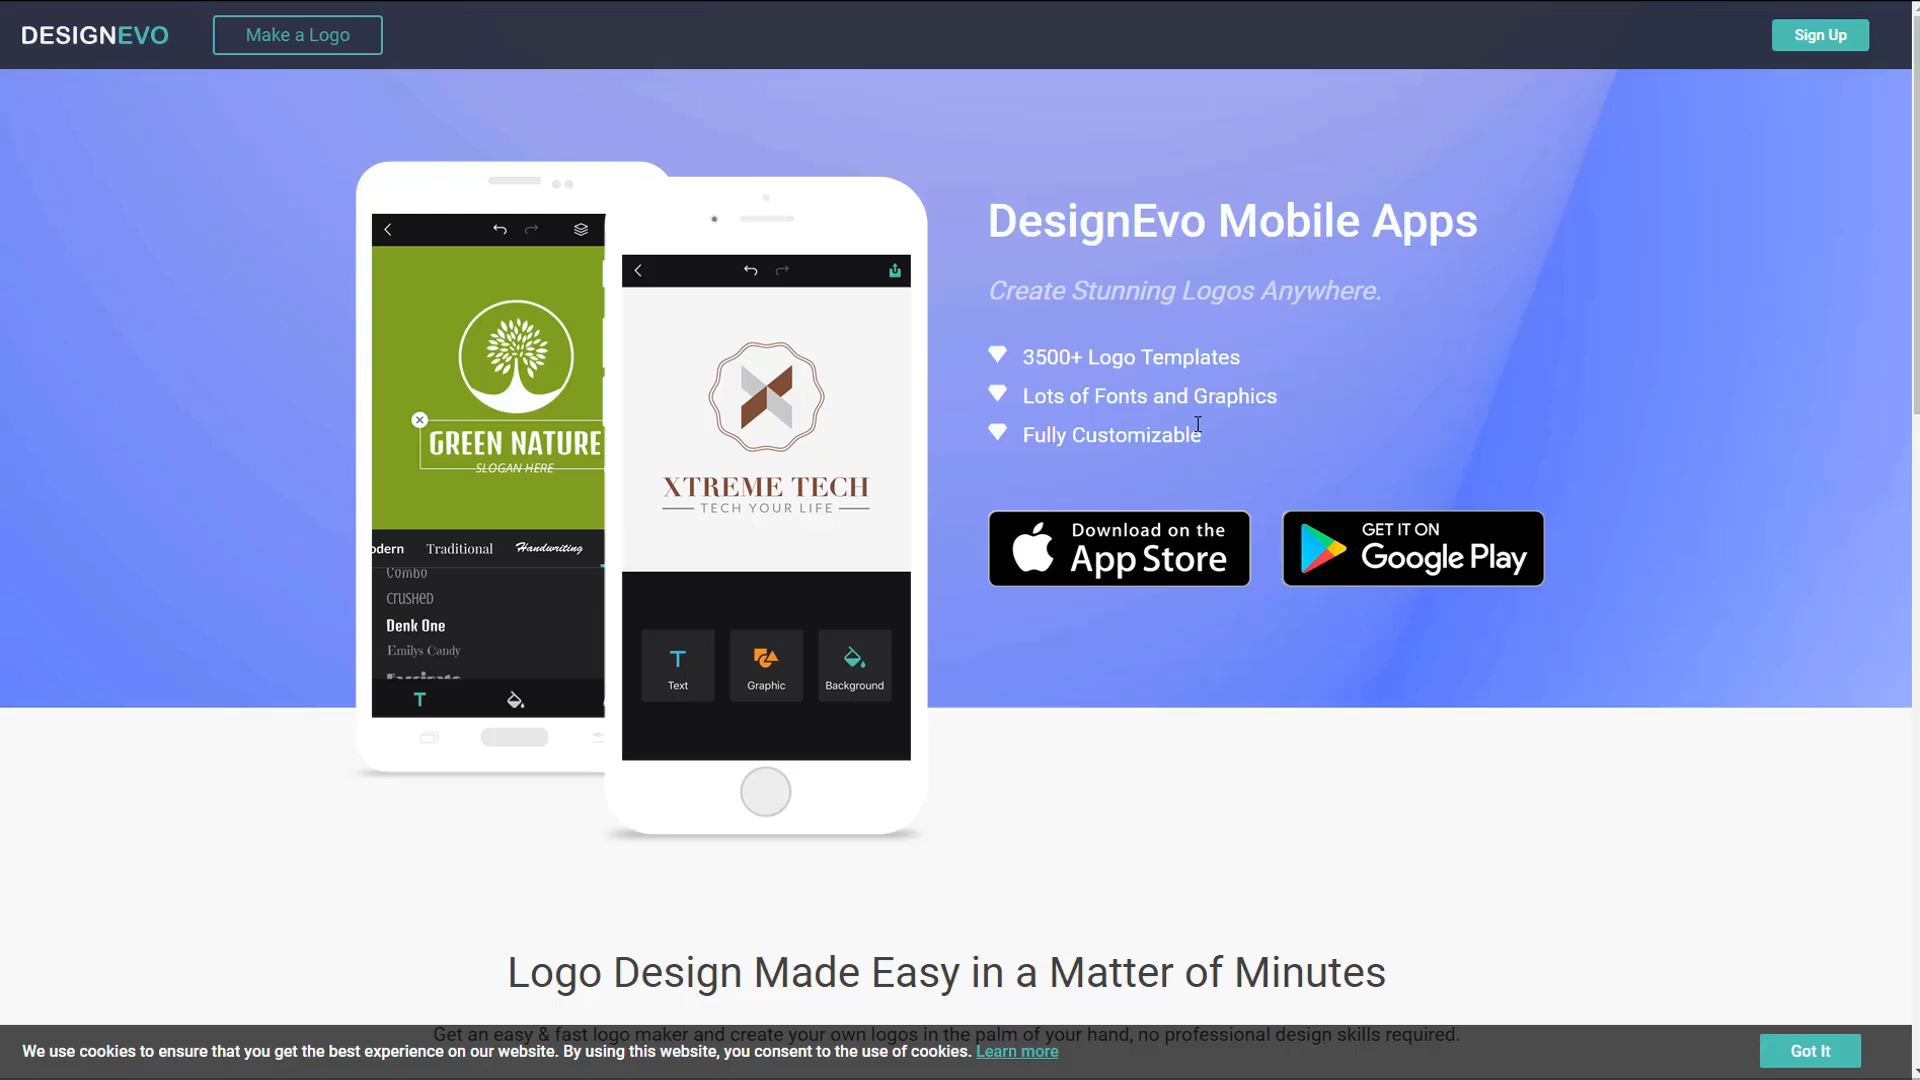 DESIGNEVO
Make a Logo
Sign Up
GREEN NATURE
SLOGAN HERE
odern Traditional Handwriting
Combo
Crushed
Denk One
Emilys Candy
XTREME TECH
TECH YOUR LIFE
Text Graphic Background
DesignEvo Mobile Apps
Create Stunning Logos Anywhere.
3500+ Logo Templates
Lots of Fonts and Graphics
Fully Customizable
Download on the
App Store
GET IT ON
Google Play
Logo Design Made Easy in a Matter of Minutes
Get an easy & fast logo maker and create your own logos in the palm of your hand, no professional design skills required.
We use cookies to ensure that you get the best experience on our website. By using this website, you consent to the use of cookies. Learn more
Got It